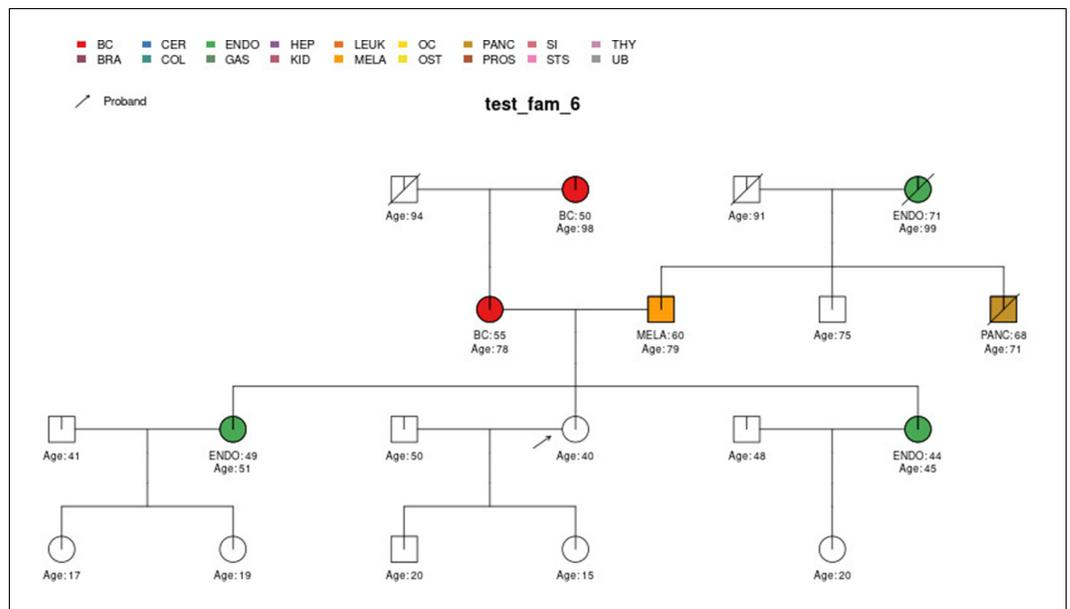 BC CER ENDO HEP LEUK OC PANC SI THY
BRA COL GAS KID MELA OST PROS STS UB
Proband
test_fam_6
Age:94 BC:50 Age:91 ENDO:71
Age:98 Age:99
BC:55 MELA:60 Age:75 PANC:68
Age:78 Age:79 Age:71
Age:41 ENDO:49 Age:50 Age:40 Age:48 ENDO:44
Age:51 Age:45
Age:17 Age:19 Age:20 Age:15 Age:20